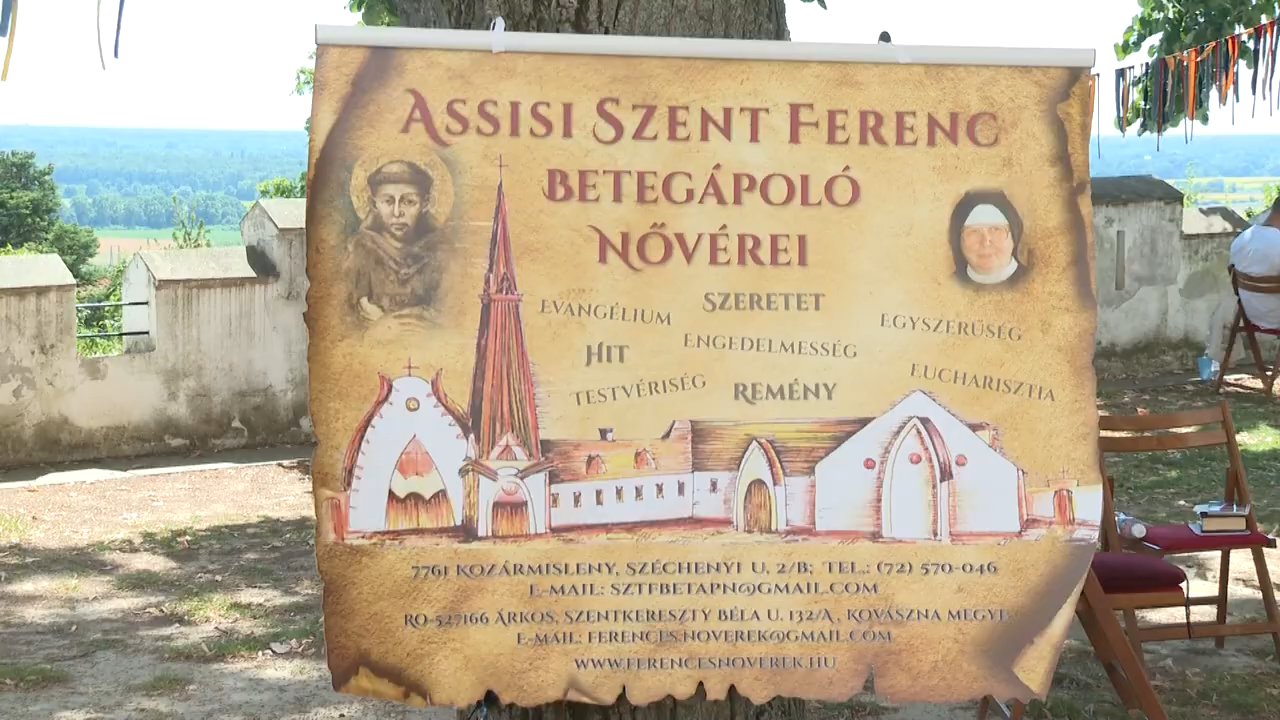 Assisi Szent Ferenc
Betegápoló
Nővérei
Evangélium
Szeretet
Egyszerűség
Hit
Engedelmesség
Testvériség
Remény
Eucharisztia
7761 Kozármisleny, Széchenyi u. 2/B; Tel.: (72) 570-046
E-mail: sztfbetapn@gmail.com
RO-527166 Árkos, Szentkereszty Béla u. 132/A, Kovászna megye
E-mail: ferences.noverek@gmail.com
www.ferencesnoverek.hu